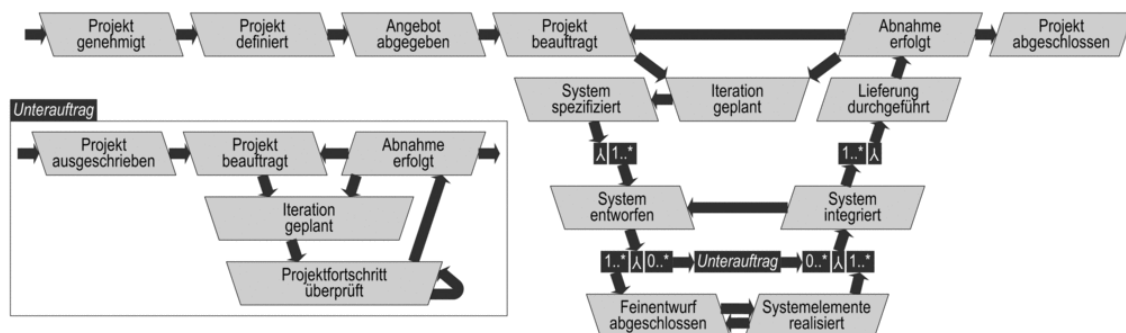 Projekt
genehmigt
Projekt
definiert
Angebot
abgegeben
Projekt
beauftragt
Abnahme
erfolgt
Projekt
abgeschlossen
System
spezifiziert
Iteration
geplant
Lieferung
durchgeführt
1..*
1..*
System
entworfen
System
integriert
1..*
0..*
Unterauftrag
0..*
1..*
Feinentwurf
abgeschlossen
Systemelemente
realisiert
Unterauftrag
Projekt
ausgeschrieben
Projekt
beauftragt
Abnahme
erfolgt
Iteration
geplant
Projektfortschritt
überprüft